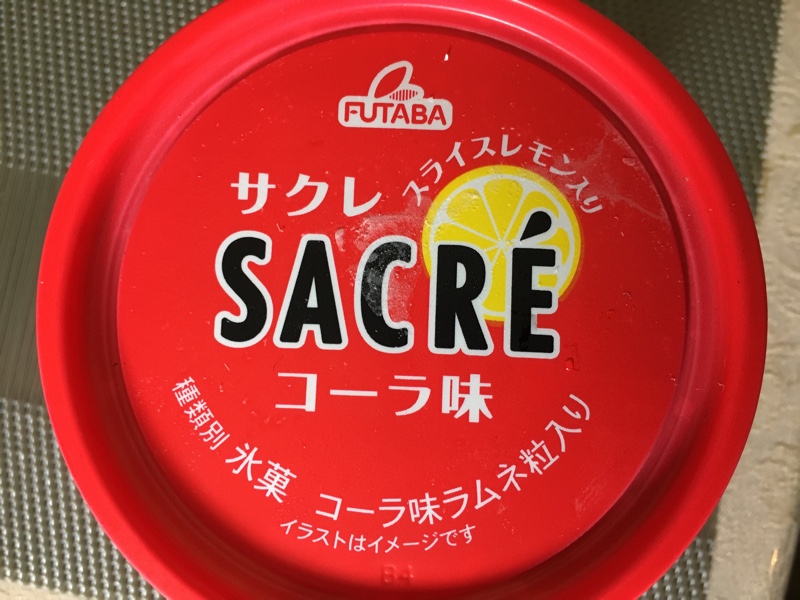 FUTABA
スライスレモン入り
サクレ
SACRÉ
コーラ味
種類別 氷菓 コーラ味ラムネ粒入り
イラストはイメージです
B4